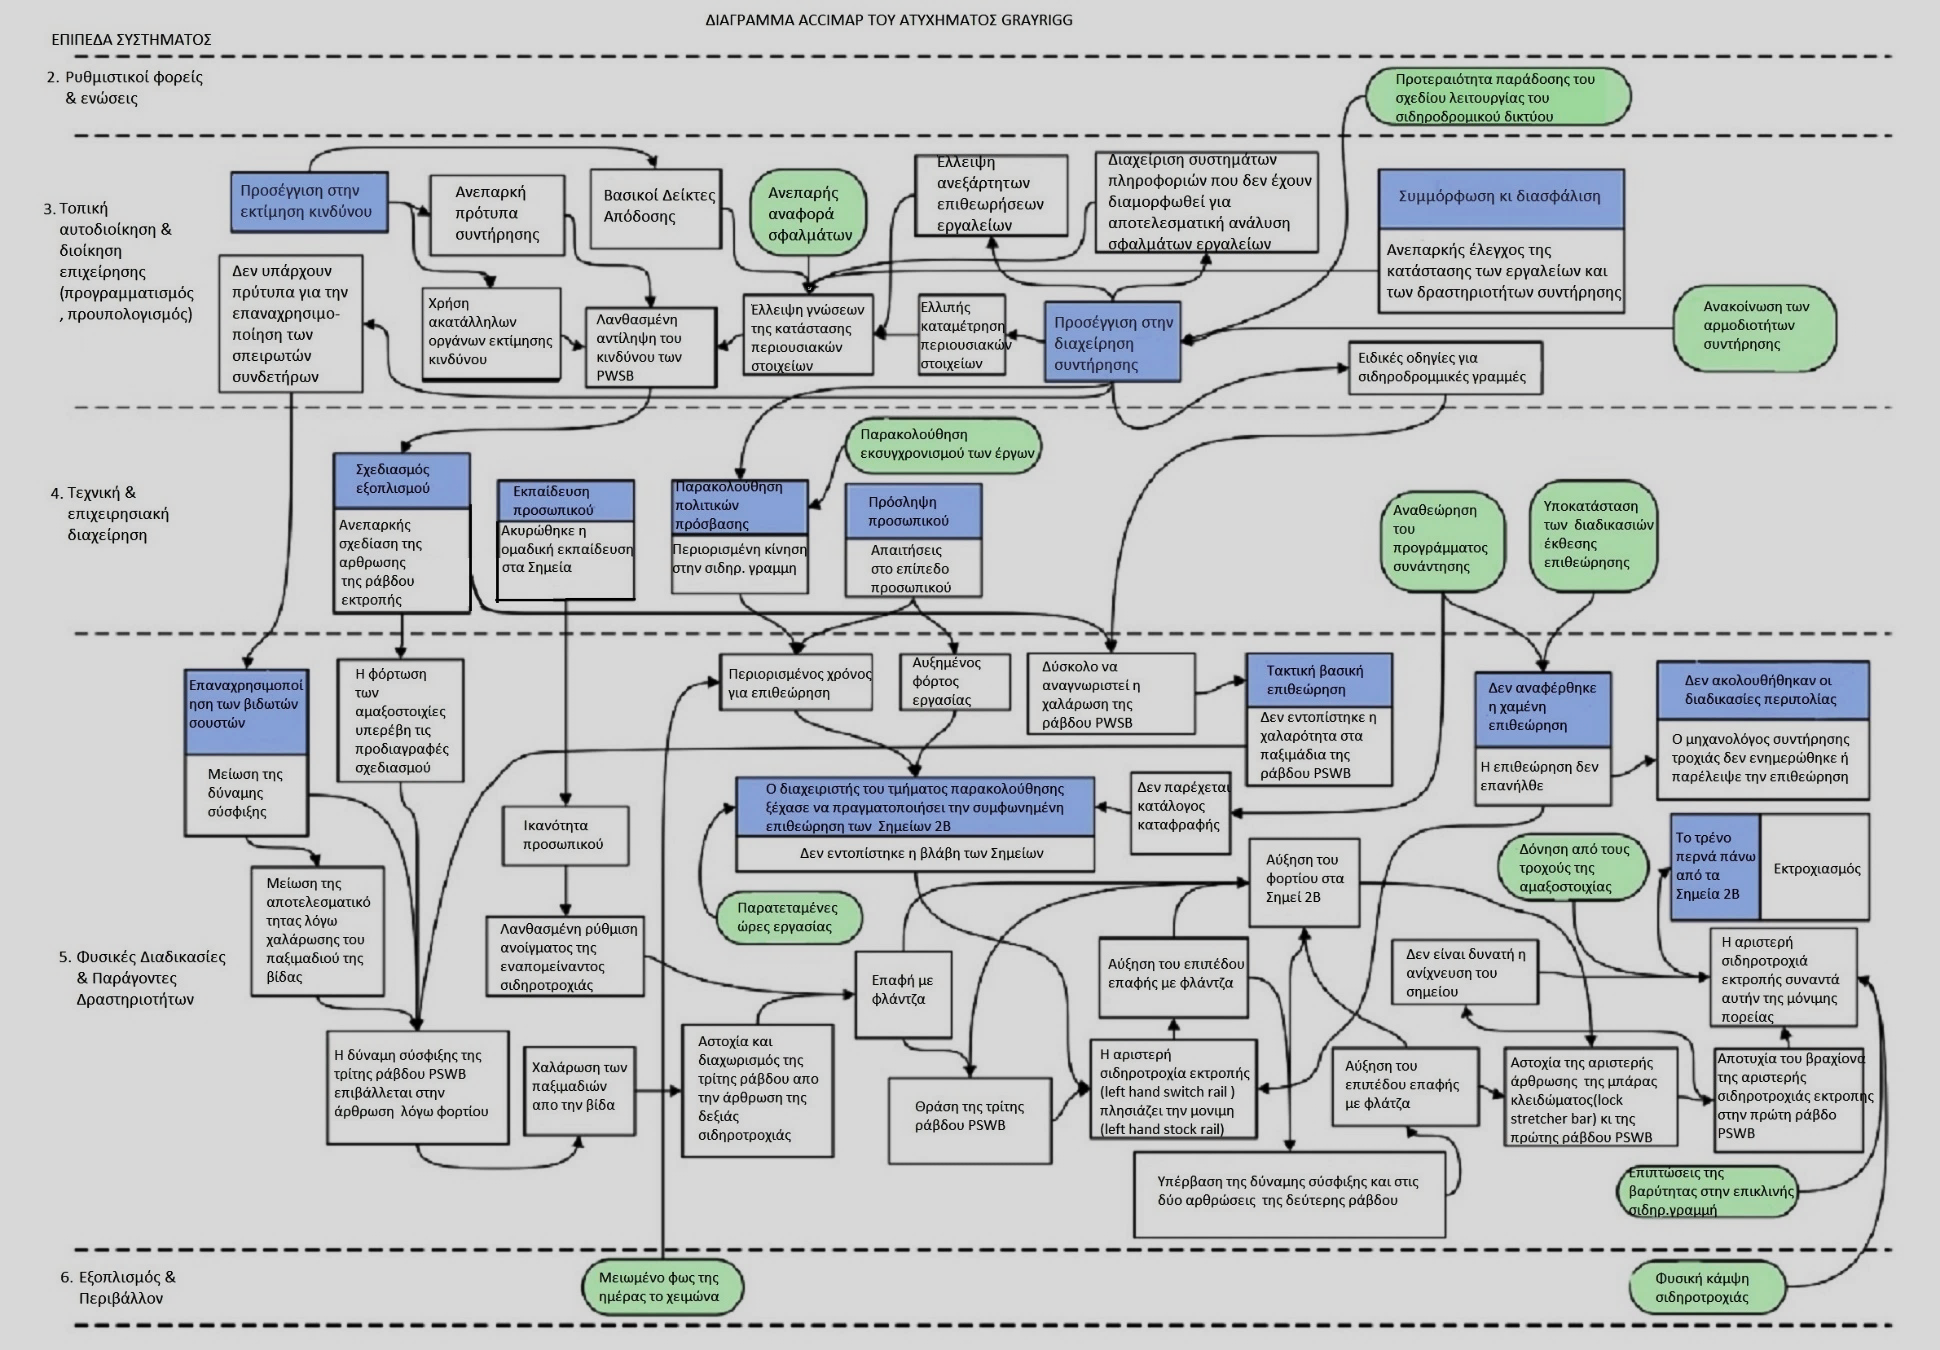 ΔΙΑΓΡΑΜΜΑ ACCIMAP ΤΟΥ ΑΤΥΧΗΜΑΤΟΣ GRAYRIGG
ΕΠΙΠΕΔΑ ΣΥΣΤΗΜΑΤΟΣ
2. Ρυθμιστικοί φορείς
& ενώσεις
Προτεραιότητα παράδοσης του
σχεδίου λειτουργίας του
σιδηροδρομικού δικτύου
3. Τοπική
αυτοδιοίκηση &
διοίκηση
επιχείρησης
(προγραμματισμός
, προυπολογισμός)
Προσέγγιση στην
εκτίμηση κινδύνου
Ανεπαρκή
πρότυπα
συντήρησης
Βασικοί Δείκτες
Απόδοσης
Ανεπαρής
αναφορά
σφαλμάτων
Έλλειψη
ανεξάρτητων
επιθεωρήσεων
εργαλείων
Διαχείριση συστημάτων
πληροφοριών που δεν έχουν
διαμορφωθεί για
αποτελεσματική ανάλυση
σφαλμάτων εργαλείων
Συμμόρφωση κι διασφάλιση
Ανεπαρκής έλεγχος της
κατάστασης των εργαλείων και
των δραστηριοτήτων συντήρησης
Δεν υπάρχουν
πρύτυπα για την
επαναχρησιμο-
ποίηση των
σπειρωτών
συνδετήρων
Χρήση
ακατάλληλων
οργάνων εκτίμησης
κινδύνου
Λανθασμένη
αντίληψη του
κινδύνου των
PWSB
Έλλειψη γνώσεων
της κατάστασης
περιουσιακών
στοιχείων
Ελλιπής
καταμέτρηση
περιουσιακών
στοιχείων
Προσέγγιση στην
διαχείρηση
συντήρησης
Ανακοίνωση των
αρμοδιοτήτων
συντήρησης
Ειδικές οδηγίες για
σιδηροδρομμικές γραμμές
4. Τεχνική &
επιχειρησιακή
διαχείρηση
Παρακολούθηση
εκσυγχρονισμού των έργων
Σχεδιασμός
εξοπλισμού
Ανεπαρκής
σχεδίαση της
αρθρωσης
της ράβδου
εκτροπής
Εκπαίδευση
προσωπικού
Ακυρώθηκε η
ομαδική εκπαίδευση
στα Σημεία
Παρακολούθηση
πολιτικών
πρόσβασης
Περιορισμένη κίνηση
στην σιδηρ. γραμμη
Πρόσληψη
προσωπικού
Απαιτήσεις
στο επίπεδο
προσωπικού
Αναθεώρηση
του
προγράμματος
συνάντησης
Υποκατάσταση
των διαδικασιών
έκθεσης
επιθεώρησης
5. Φυσικές Διαδικασίες
& Παράγοντες
Δραστηριοτήτων
Επαναχρησιμοποί
ηση των βιδωτών
σουστών
Μείωση της
δύναμης
σύσφιξης
Η φόρτωση
των
αμαξοστοιχίες
υπερέβη τις
προδιαγραφές
σχεδιασμού
Περιορισμένος χρόνος
για επιθεώρηση
Αυξημένος
φόρτος
εργασίας
Δύσκολο να
αναγνωριστεί η
χαλάρωση της
ράβδου PWSB
Τακτική βασική
επιθεώρηση
Δεν εντοπίστηκε η
χαλαρότητα στα
παξιμάδια της
ράβδου PSWB
Δεν αναφέρθηκε
η χαμένη
επιθεώρηση
Η επιθεώρηση δεν
επανήλθε
Δεν ακολουθήθηκαν οι
διαδικασίες περιπολίας
Ο μηχανολόγος συντήρησης
τροχιάς δεν ενημερώθηκε ή
παρέλειψε την επιθεώρηση
Ο διαχειριστής του τμήματος παρακολούθησης
ξέχασε να πραγματοποιήσει την συμφωνημένη
επιθεώρηση των Σημείων 2Β
Δεν εντοπίστηκε η βλάβη των Σημείων
Δεν παρέχεται
κατάλογος
καταφραφής
Ικανότητα
προσωπικού
Αύξηση του
φορτίου στα
Σημεί 2Β
Δόνηση από τους
τροχούς της
αμαξοστοιχίας
Το τρένο
περνά πάνω
από τα
Σημεία 2Β
Εκτροχιασμός
Μείωση της
αποτελεσματικό
τητας λόγω
χαλάρωσης του
παξιμαδιού της
βίδας
Παρατεταμένες
ώρες εργασίας
Λανθασμένη ρύθμιση
ανοίγματος της
εναπομείναντος
σιδηροτροχιάς
Επαφή με
φλάντζα
Αύξηση του επιπέδου
επαφής με φλάντζα
Δεν είναι δυνατή η
ανίχνευση του
σημείου
Η αριστερή
σιδηροτροχιά
εκτροπής συναντά
αυτήν της μόνιμης
πορείας
Η δύναμη σύσφιξης της
τρίτης ράβδου PSWB
επιβάλλεται στην
άρθρωση λόγω φορτίου
Χαλάρωση των
παξιμαδιών
απο την βίδα
Αστοχία και
διαχωρισμός της
τρίτης ράβδου απο
την άρθρωση της
δεξιάς
σιδηροτροχιάς
Θράση της τρίτης
ράβδου PSWB
Η αριστερή
σιδηροτροχία εκτροπής
(left hand switch rail )
πλησιάζει την μονιμη
(left hand stock rail)
Αύξηση του
επιπέδου επαφής
με φλάτζα
Αστοχία της αριστερής
άρθρωσης της μπάρας
κλειδώματος(lock
stretcher bar) κι της
πρώτης ράβδου PSWB
Αποτυχία του βραχίονα
της αριστερής
σιδηροτροχιάς εκτροπής
στην πρώτη ράβδο
PSWB
Υπέρβαση της δύναμης σύσφιξης και στις
δύο αρθρώσεις της δεύτερης ράβδου
Επιπτώσεις της
βαρύτητας στην επικλινής
σιδηρ.γραμμή
6. Εξοπλισμός &
Περιβάλλον
Μειωμένο φως της
ημέρας το χειμώνα
Φυσική κάμψη
σιδηροτροχιάς